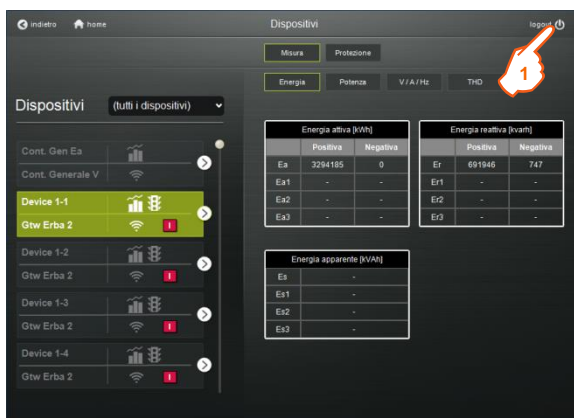 indietro home Dispositivi logout
1
Misura Protezione
Energia Potenza V/A/Hz THD
Dispositivi (tutti i dispositivi)
Cont. Gen Ea
Cont. Generale V
Device 1-1
Gtw Erba 2 I
Device 1-2
Gtw Erba 2 I
Device 1-3
Gtw Erba 2 I
Device 1-4
Gtw Erba 2 I
Energia attiva [kWh]
Positiva Negativa
Ea 3294185 0
Ea1 - -
Ea2 - -
Ea3 - -
Energia reattiva [kvarh]
Positiva Negativa
Er 691946 747
Er1 - -
Er2 - -
Er3 - -
Energia apparente [kVAh]
Es -
Es1 -
Es2 -
Es3 -